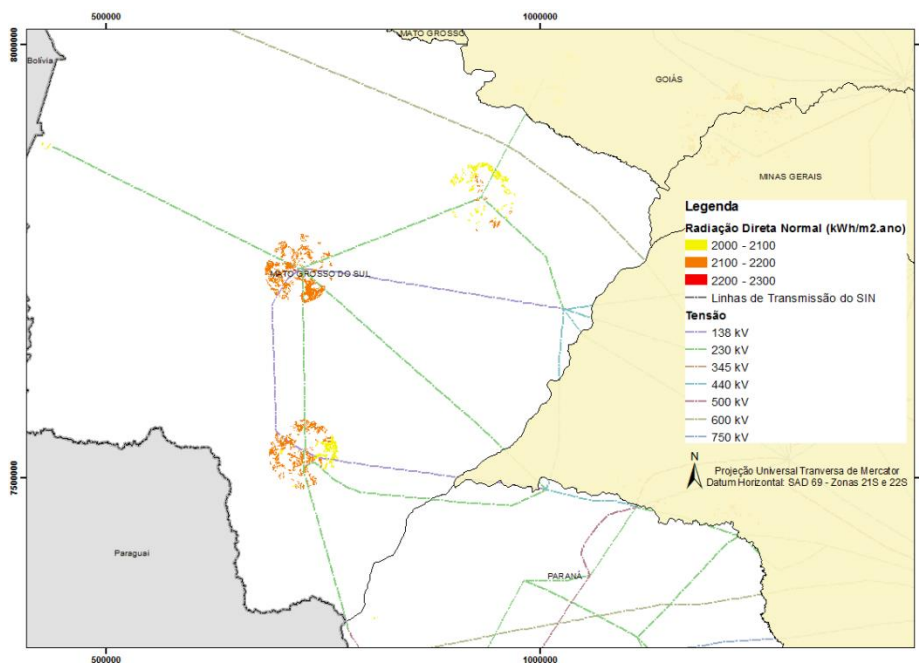 500000
1000000
8000000
8000000
MATO GROSSO
Bolívia
GOIÁS
MINAS GERAIS
MATO GROSSO DO SUL
Legenda
Radiação Direta Normal (kWh/m2.ano)
2000 - 2100
2100 - 2200
2200 - 2300
Linhas de Transmissão do SIN
Tensão
138 kV
230 kV
345 kV
440 kV
500 kV
600 kV
750 kV
N
Projeção Universal Tranversa de Mercator
Datum Horizontal: SAD 69 - Zonas 21S e 22S
7500000
7500000
Paraguai
PARANÁ
500000
1000000